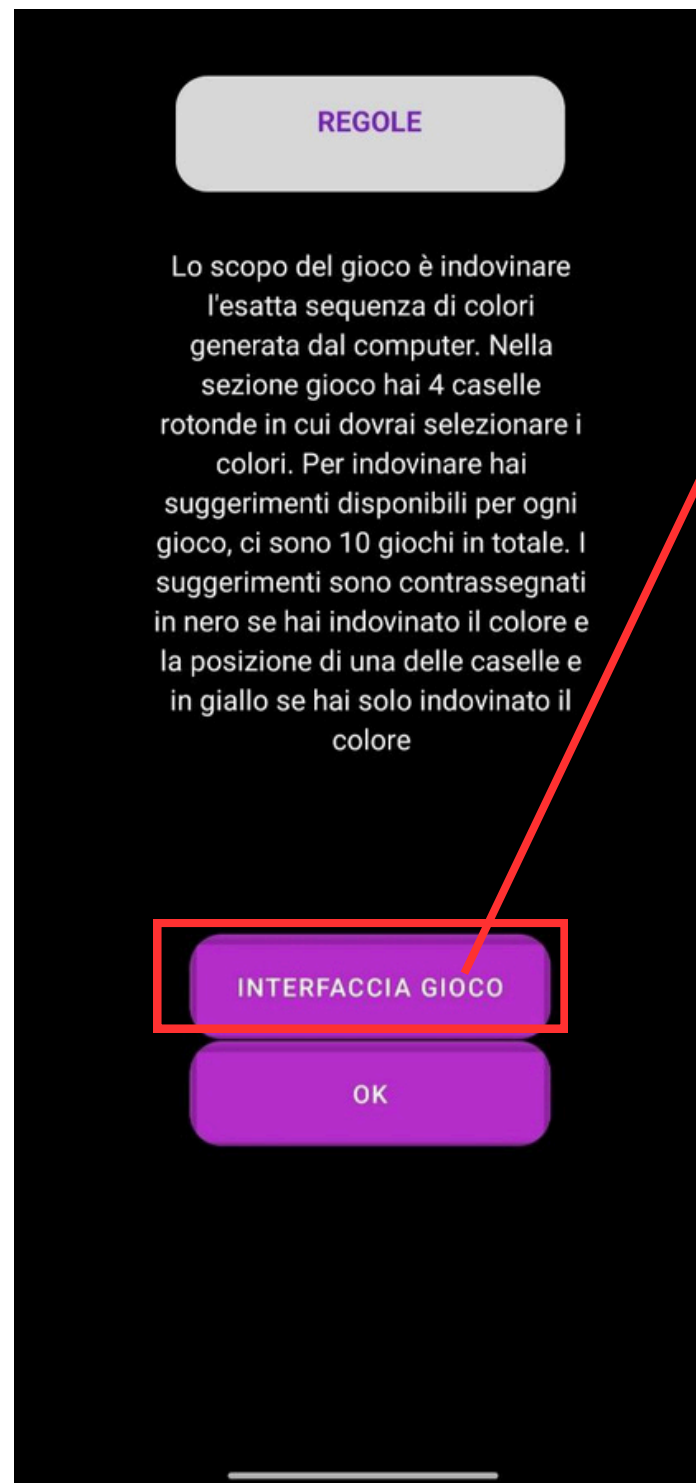 REGOLE
Lo scopo del gioco è indovinare
l'esatta sequenza di colori
generata dal computer. Nella
sezione gioco hai 4 caselle
rotonde in cui dovrai selezionare i
colori. Per indovinare hai
suggerimenti disponibili per ogni
gioco, ci sono 10 giochi in totale. I
suggerimenti sono contrassegnati
in nero se hai indovinato il colore e
la posizione di una delle caselle e
in giallo se hai solo indovinato il
colore
INTERFACCIA GIOCO
OK